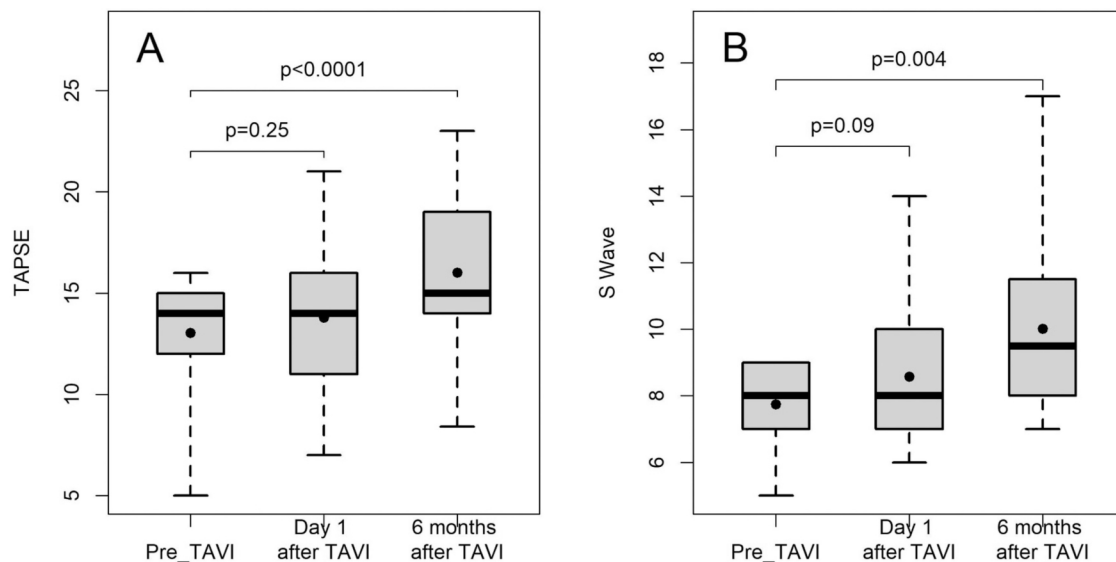 A
p<0.0001
p=0.25
TAPSE
25
20
15
10
5
Pre_TAVI
Day 1
after TAVI
6 months
after TAVI
B
p=0.004
p=0.09
S Wave
18
16
14
12
10
8
6
Pre_TAVI
Day 1
after TAVI
6 months
after TAVI